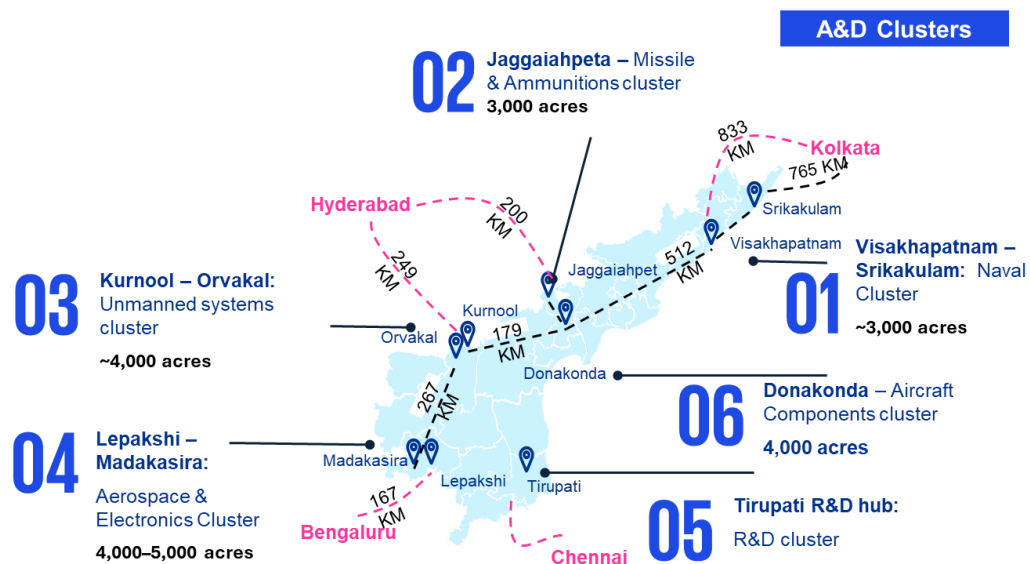 A&D Clusters
02
Jaggaiahpeta – Missile
& Ammunitions cluster
3,000 acres
833
KM
Kolkata
765 KM
Hyderabad
200
KM
Srikakulam
249
KM
Visakhapatnam
512
KM
Jaggaiahpet
01
Visakhapatnam –
Srikakulam: Naval
Cluster
~3,000 acres
03
Kurnool – Orvakal:
Unmanned systems
cluster
~4,000 acres
Kurnool
Orvakal
179
KM
Donakonda
267
KM
06
Donakonda – Aircraft
Components cluster
4,000 acres
04
Lepakshi –
Madakasira:
Aerospace &
Electronics Cluster
4,000–5,000 acres
Madakasira
Lepakshi
Tirupati
167
KM
Bengaluru
Chennai
05
Tirupati R&D hub:
R&D cluster